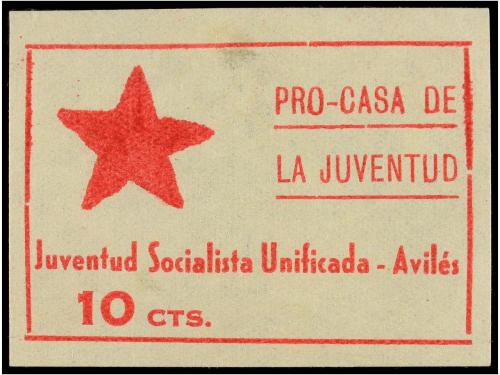 PRO-CASA DE
LA JUVENTUD
Juventud Socialista Unificada - Avilés
10 CTS.